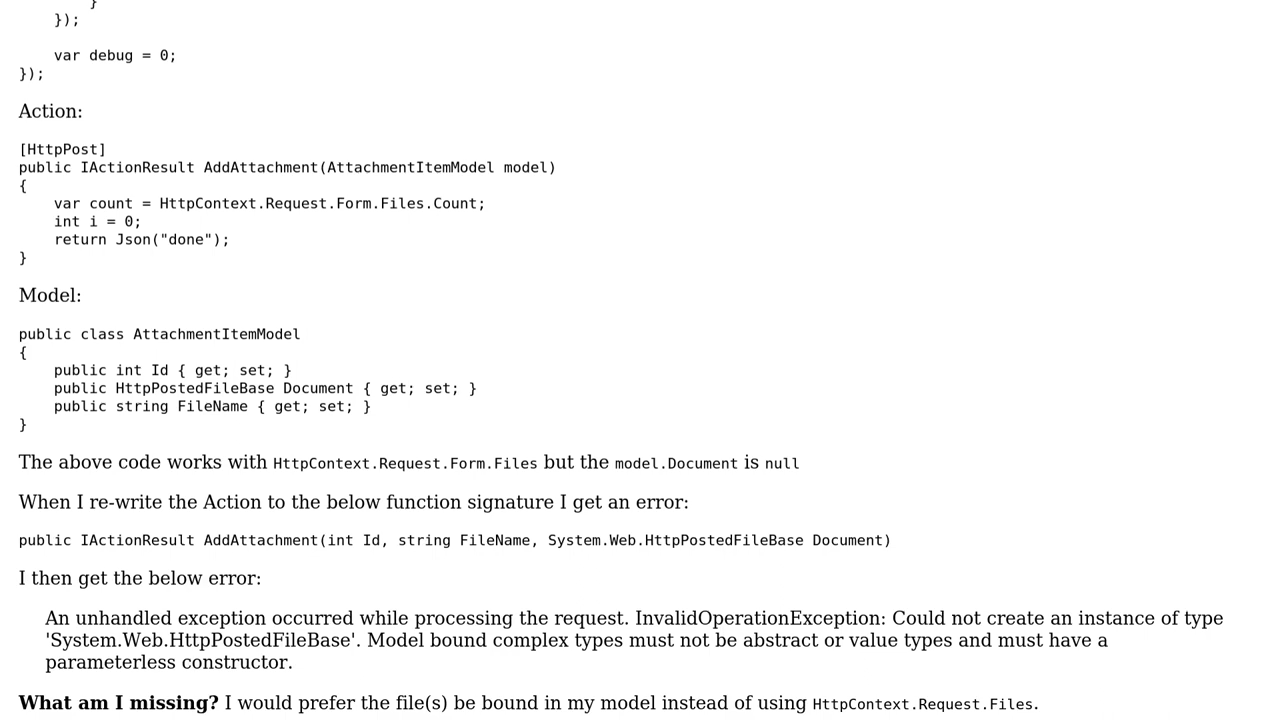 }
    });

    var debug = 0;
});
Action:
[HttpPost]
public IActionResult AddAttachment(AttachmentItemModel model)
{
    var count = HttpContext.Request.Form.Files.Count;
    int i = 0;
    return Json("done");
}
Model:
public class AttachmentItemModel
{
    public int Id { get; set; }
    public HttpPostedFileBase Document { get; set; }
    public string FileName { get; set; }
}
The above code works with HttpContext.Request.Form.Files but the model.Document is null
When I re-write the Action to the below function signature I get an error:
public IActionResult AddAttachment(int Id, string FileName, System.Web.HttpPostedFileBase Document)
I then get the below error:
An unhandled exception occurred while processing the request. InvalidOperationException: Could not create an instance of type
'System.Web.HttpPostedFileBase'. Model bound complex types must not be abstract or value types and must have a
parameterless constructor.
What am I missing? I would prefer the file(s) be bound in my model instead of using HttpContext.Request.Files.